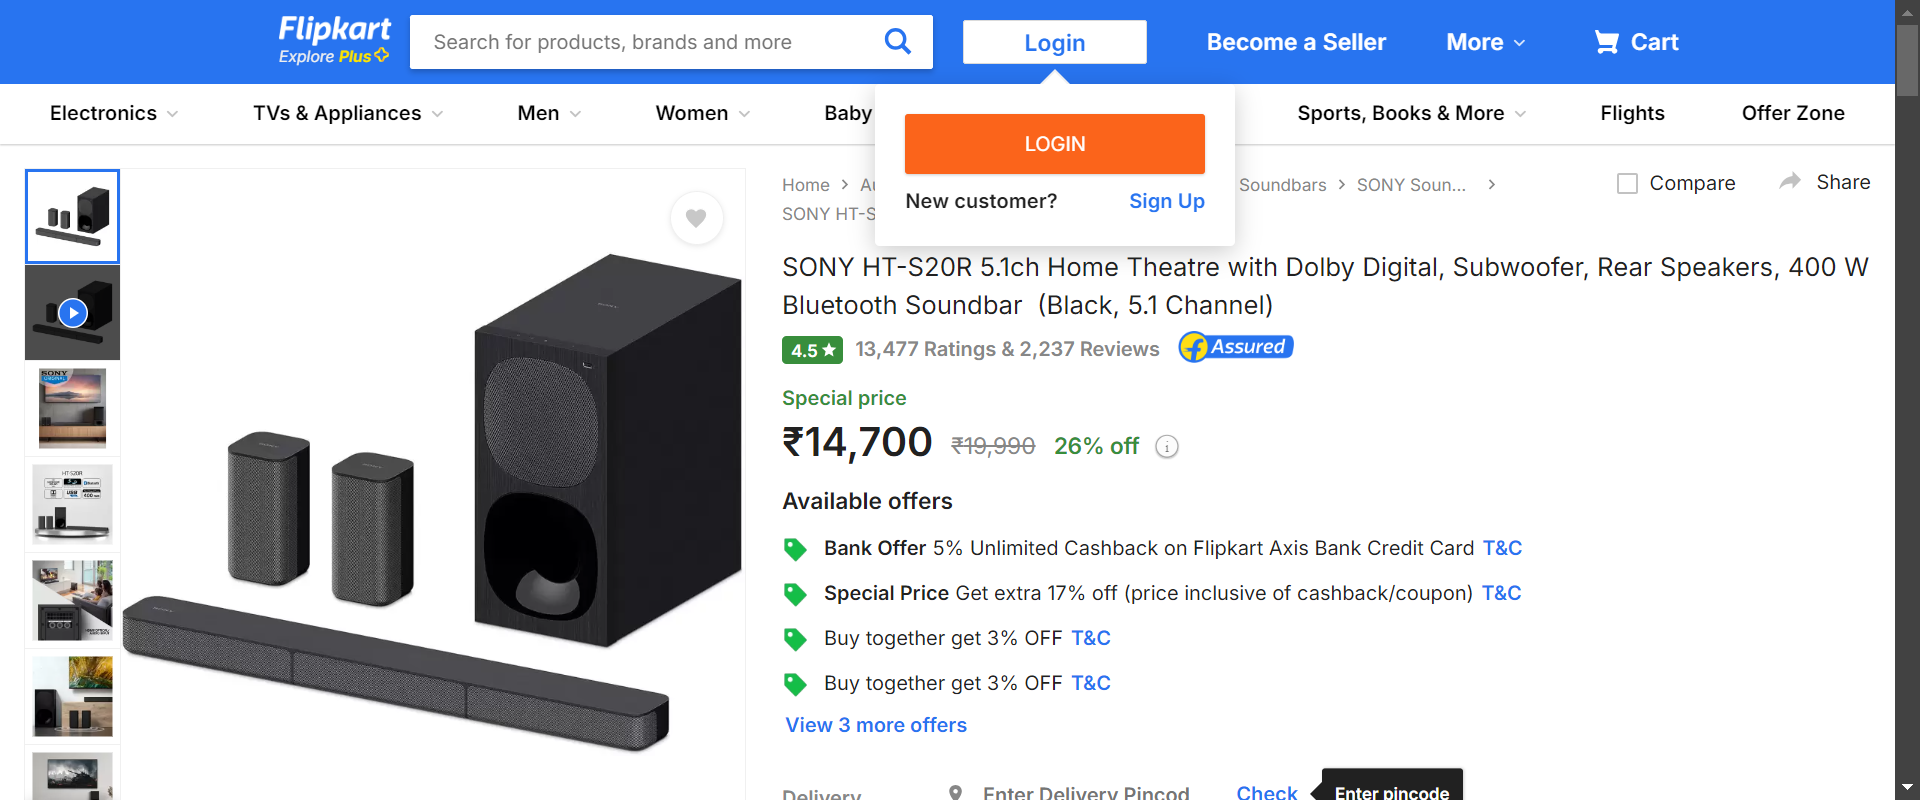 Flipkart
Explore Plus
Search for products, brands and more
Login
Become a Seller
More
Cart
Electronics
TVs & Appliances
Men
Women
Baby
Sports, Books & More
Flights
Offer Zone
LOGIN
New customer?
Sign Up
Home
Soundbars
SONY Soun...
SONY HT-S
Compare
Share
SONY HT-S20R 5.1ch Home Theatre with Dolby Digital, Subwoofer, Rear Speakers, 400 W
Bluetooth Soundbar (Black, 5.1 Channel)
4.5★
13,477 Ratings & 2,237 Reviews
Assured
Special price
₹14,700
₹19,990
26% off
Available offers
Bank Offer 5% Unlimited Cashback on Flipkart Axis Bank Credit Card T&C
Special Price Get extra 17% off (price inclusive of cashback/coupon) T&C
Buy together get 3% OFF T&C
Buy together get 3% OFF T&C
View 3 more offers
Delivery
Enter Delivery Pincod
Check
Enter pincode
SONY
ORIGINAL
HT-S20R